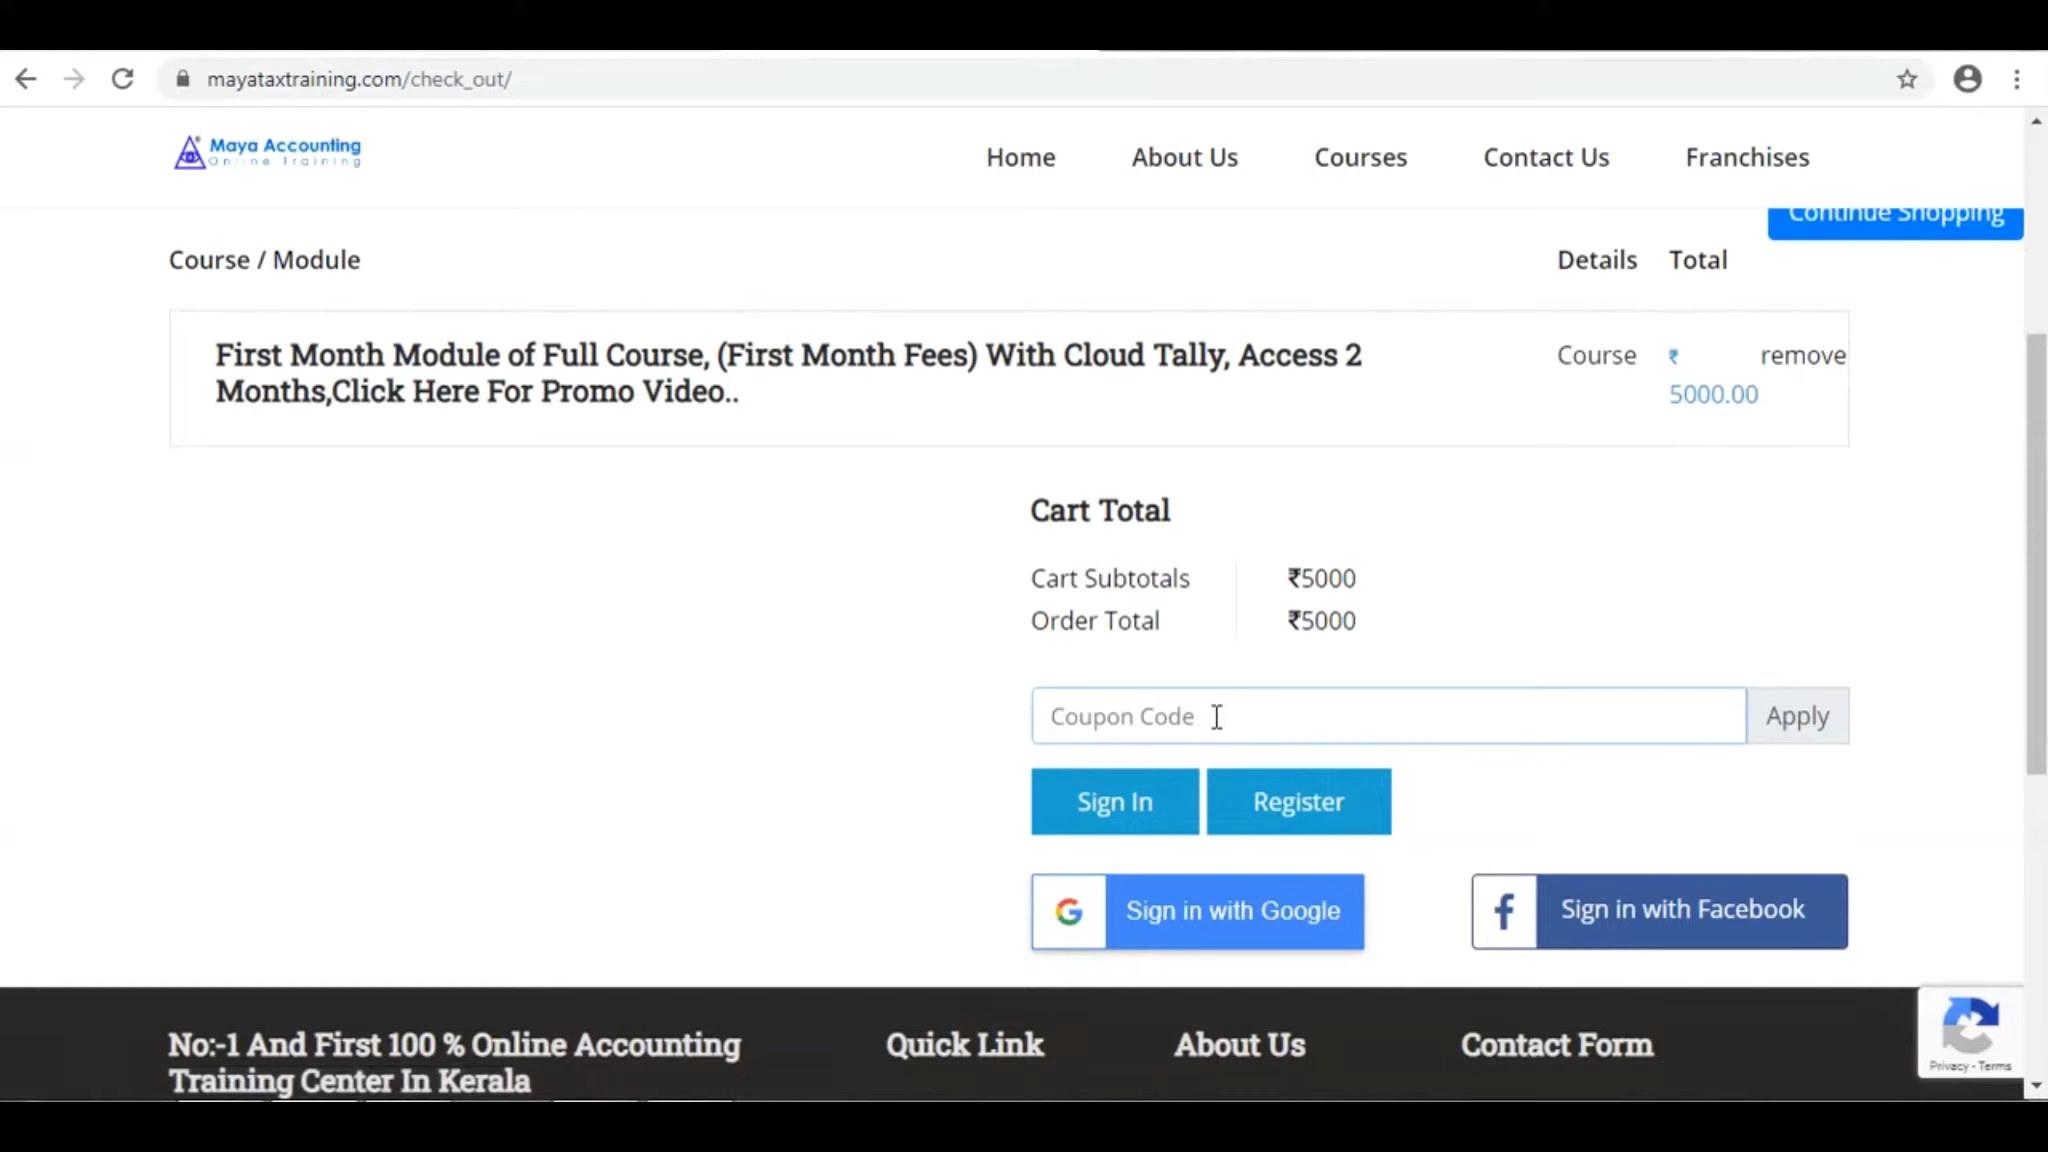 mayataxtraining.com/check_out/
Maya Accounting
Online Training
Home About Us Courses Contact Us Franchises
Continue Shopping
Course / Module Details Total
First Month Module of Full Course, (First Month Fees) With Cloud Tally, Access 2
Months,Click Here For Promo Video..
Course ₹ remove
5000.00
Cart Total
Cart Subtotals ₹5000
Order Total ₹5000
Coupon Code Apply
Sign In Register
Sign in with Google Sign in with Facebook
No:-1 And First 100 % Online Accounting
Training Center In Kerala
Quick Link About Us Contact Form
Privacy - Terms